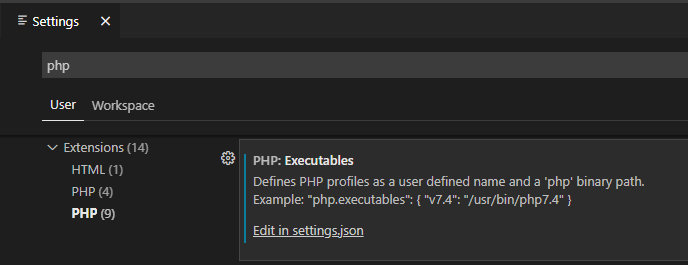 Settings
php
User Workspace
Extensions (14)
HTML (1)
PHP (4)
PHP (9)
PHP: Executables
Defines PHP profiles as a user defined name and a 'php' binary path.
Example: "php.executables": { "v7.4": "/usr/bin/php7.4" }
Edit in settings.json